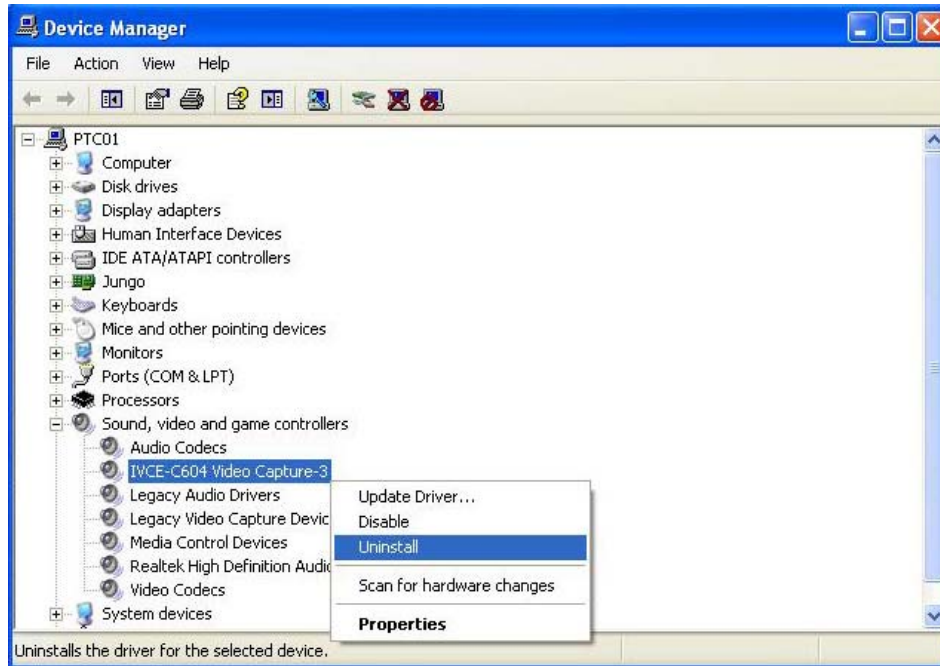 Device Manager
File Action View Help
PTC01
Computer
Disk drives
Display adapters
Human Interface Devices
IDE ATA/ATAPI controllers
Jungo
Keyboards
Mice and other pointing devices
Monitors
Ports (COM & LPT)
Processors
Sound, video and game controllers
Audio Codecs
IVCE-C604 Video Capture-3
Legacy Audio Drivers
Legacy Video Capture Devic
Media Control Devices
Realtek High Definition Audi
Video Codecs
System devices
Update Driver...
Disable
Uninstall
Scan for hardware changes
Properties
Uninstalls the driver for the selected device.